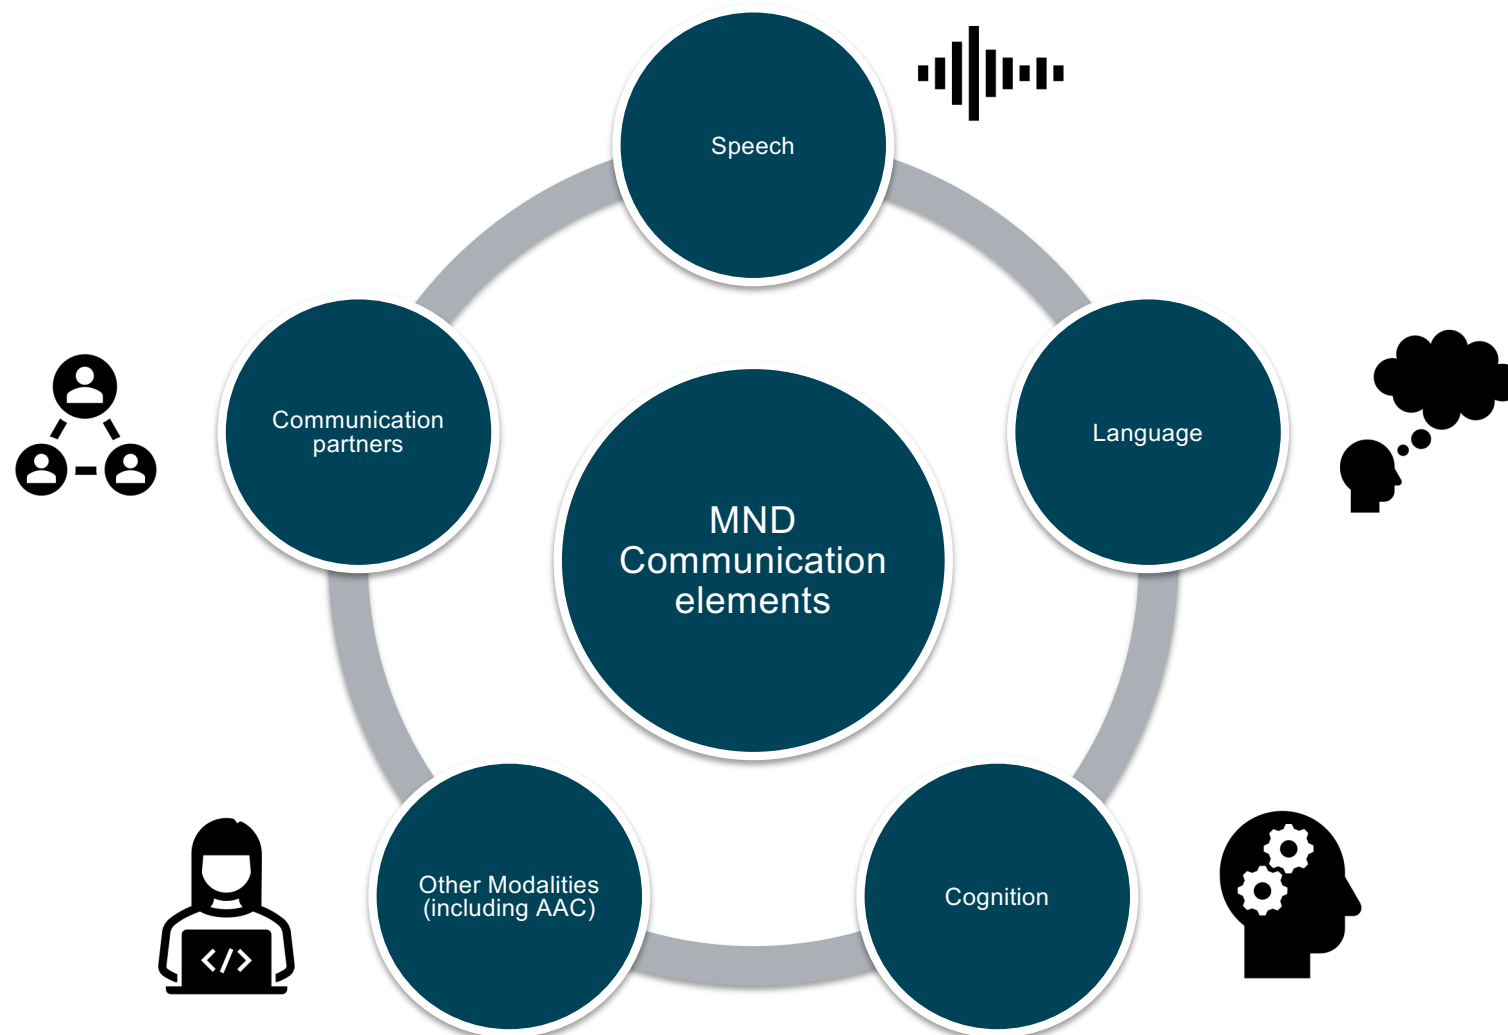 Speech
Communication
partners
Language
MND
Communication
elements
Other Modalities
(including AAC)
Cognition
</>